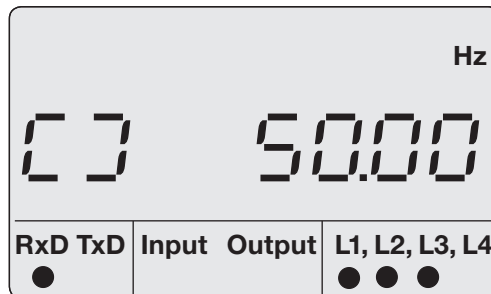 Hz
[ ] 50.00
RxD TxD Input Output L1, L2, L3, L4